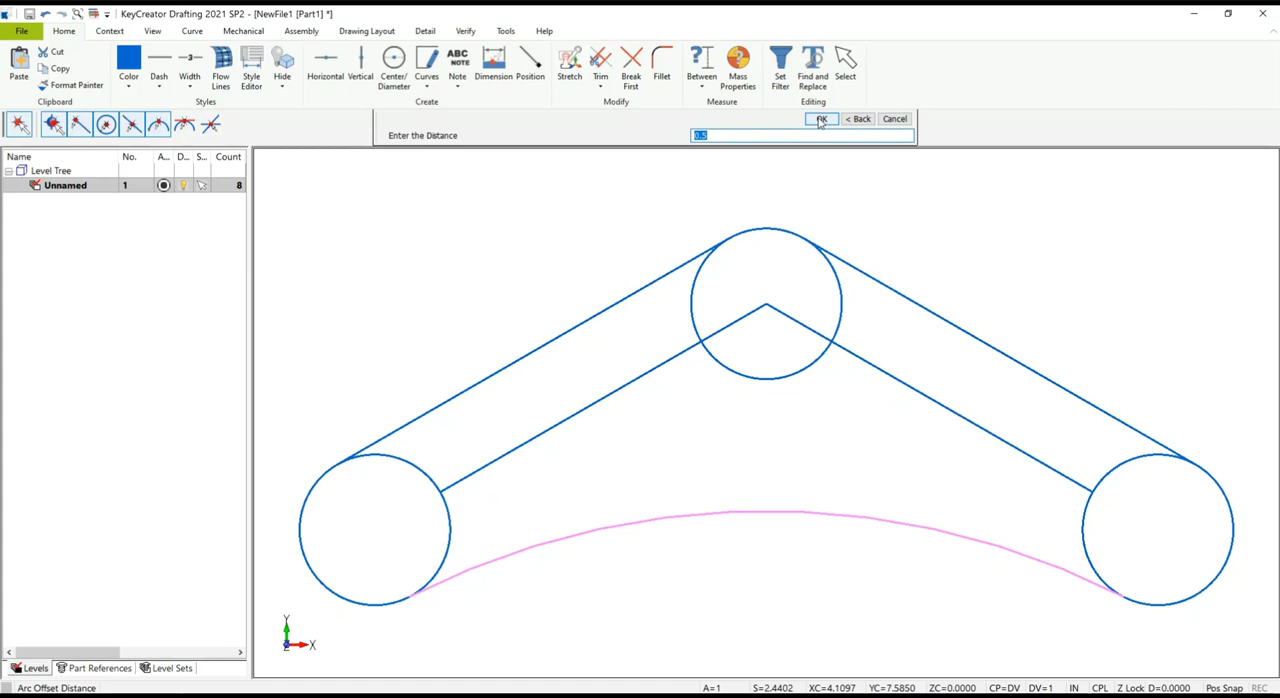 KeyCreator Drafting 2021 SP2 - [NewFile1 [Part1] *]
File Home Context View Curve Mechanical Assembly Drawing Layout Detail Verify Tools Help
Paste
Cut
Copy
Format Painter
Clipboard
Color Dash Width Flow Lines Style Editor Hide
Styles
Horizontal Vertical Center/ Diameter Curves ABC NOTE Note Dimension Position
Create
Stretch Trim Break First Fillet
Modify
Between Mass Properties
Measure
Set Filter Find and Replace Select
Editing
OK < Back Cancel
Enter the Distance 0.5
Name No. A... D... S... Count
Level Tree
Unnamed 1 8
Y
Z X
Levels Part References Level Sets
Arc Offset Distance A=1 S=2.4402 XC=4.1097 YC=7.5850 ZC=0.0000 CP=DV DV=1 IN CPL Z Lock D=0.0000 Pos Snap REC